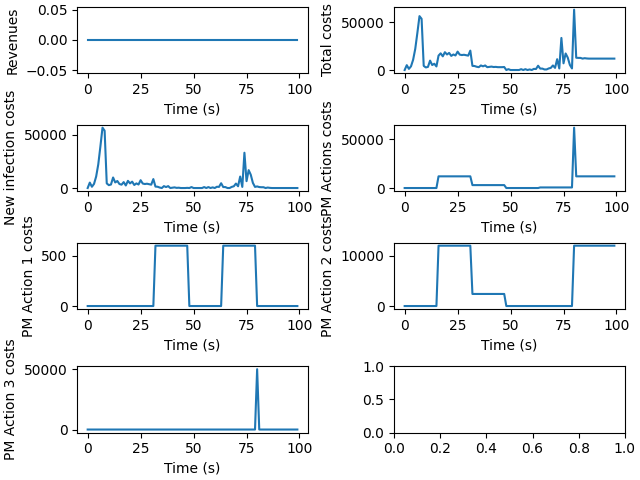 Revenues
0.05
0.00
−0.05
0 25 50 75 100
Time (s)
Total costs
50000
0
0 25 50 75 100
Time (s)
New infection costs
50000
0
0 25 50 75 100
Time (s)
PM Actions costs
50000
0
0 25 50 75 100
Time (s)
PM Action 1 costs
500
0
0 25 50 75 100
Time (s)
PM Action 2 costs
10000
0
0 25 50 75 100
Time (s)
PM Action 3 costs
50000
0
0 25 50 75 100
Time (s)
1.0
0.5
0.0
0.0 0.2 0.4 0.6 0.8 1.0